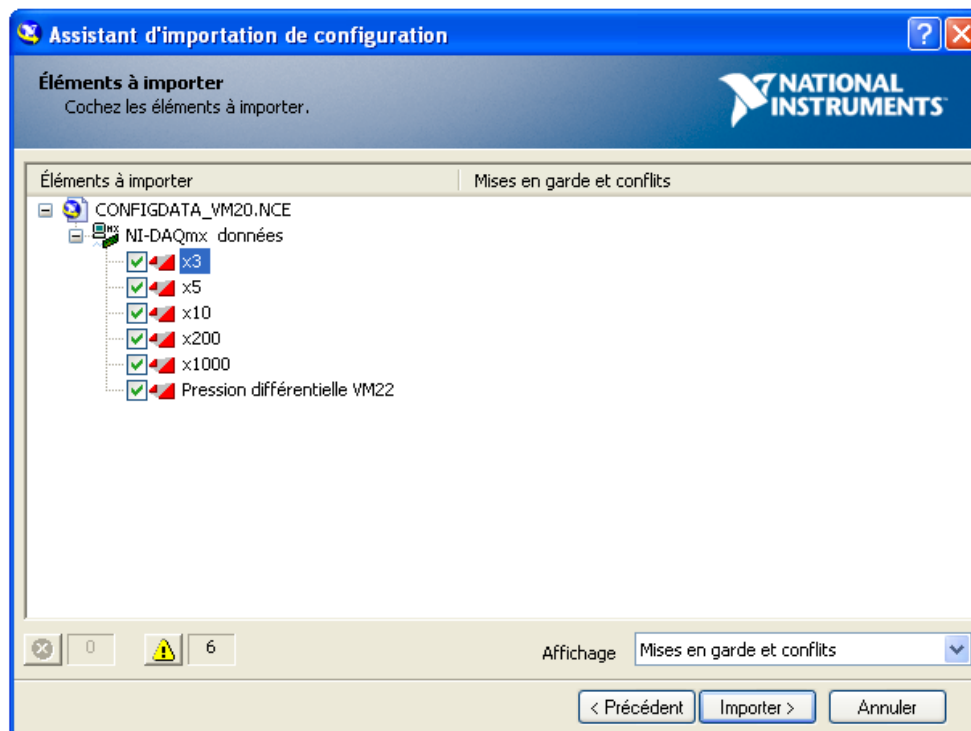 Assistant d'importation de configuration
Éléments à importer
Cochez les éléments à importer.
NATIONAL
INSTRUMENTS
Éléments à importer Mises en garde et conflits
CONFIGDATA_VM20.NCE
NI-DAQmx données
x3
x5
x10
x200
x1000
Pression différentielle VM22
0 6 Affichage Mises en garde et conflits
< Précédent Importer > Annuler